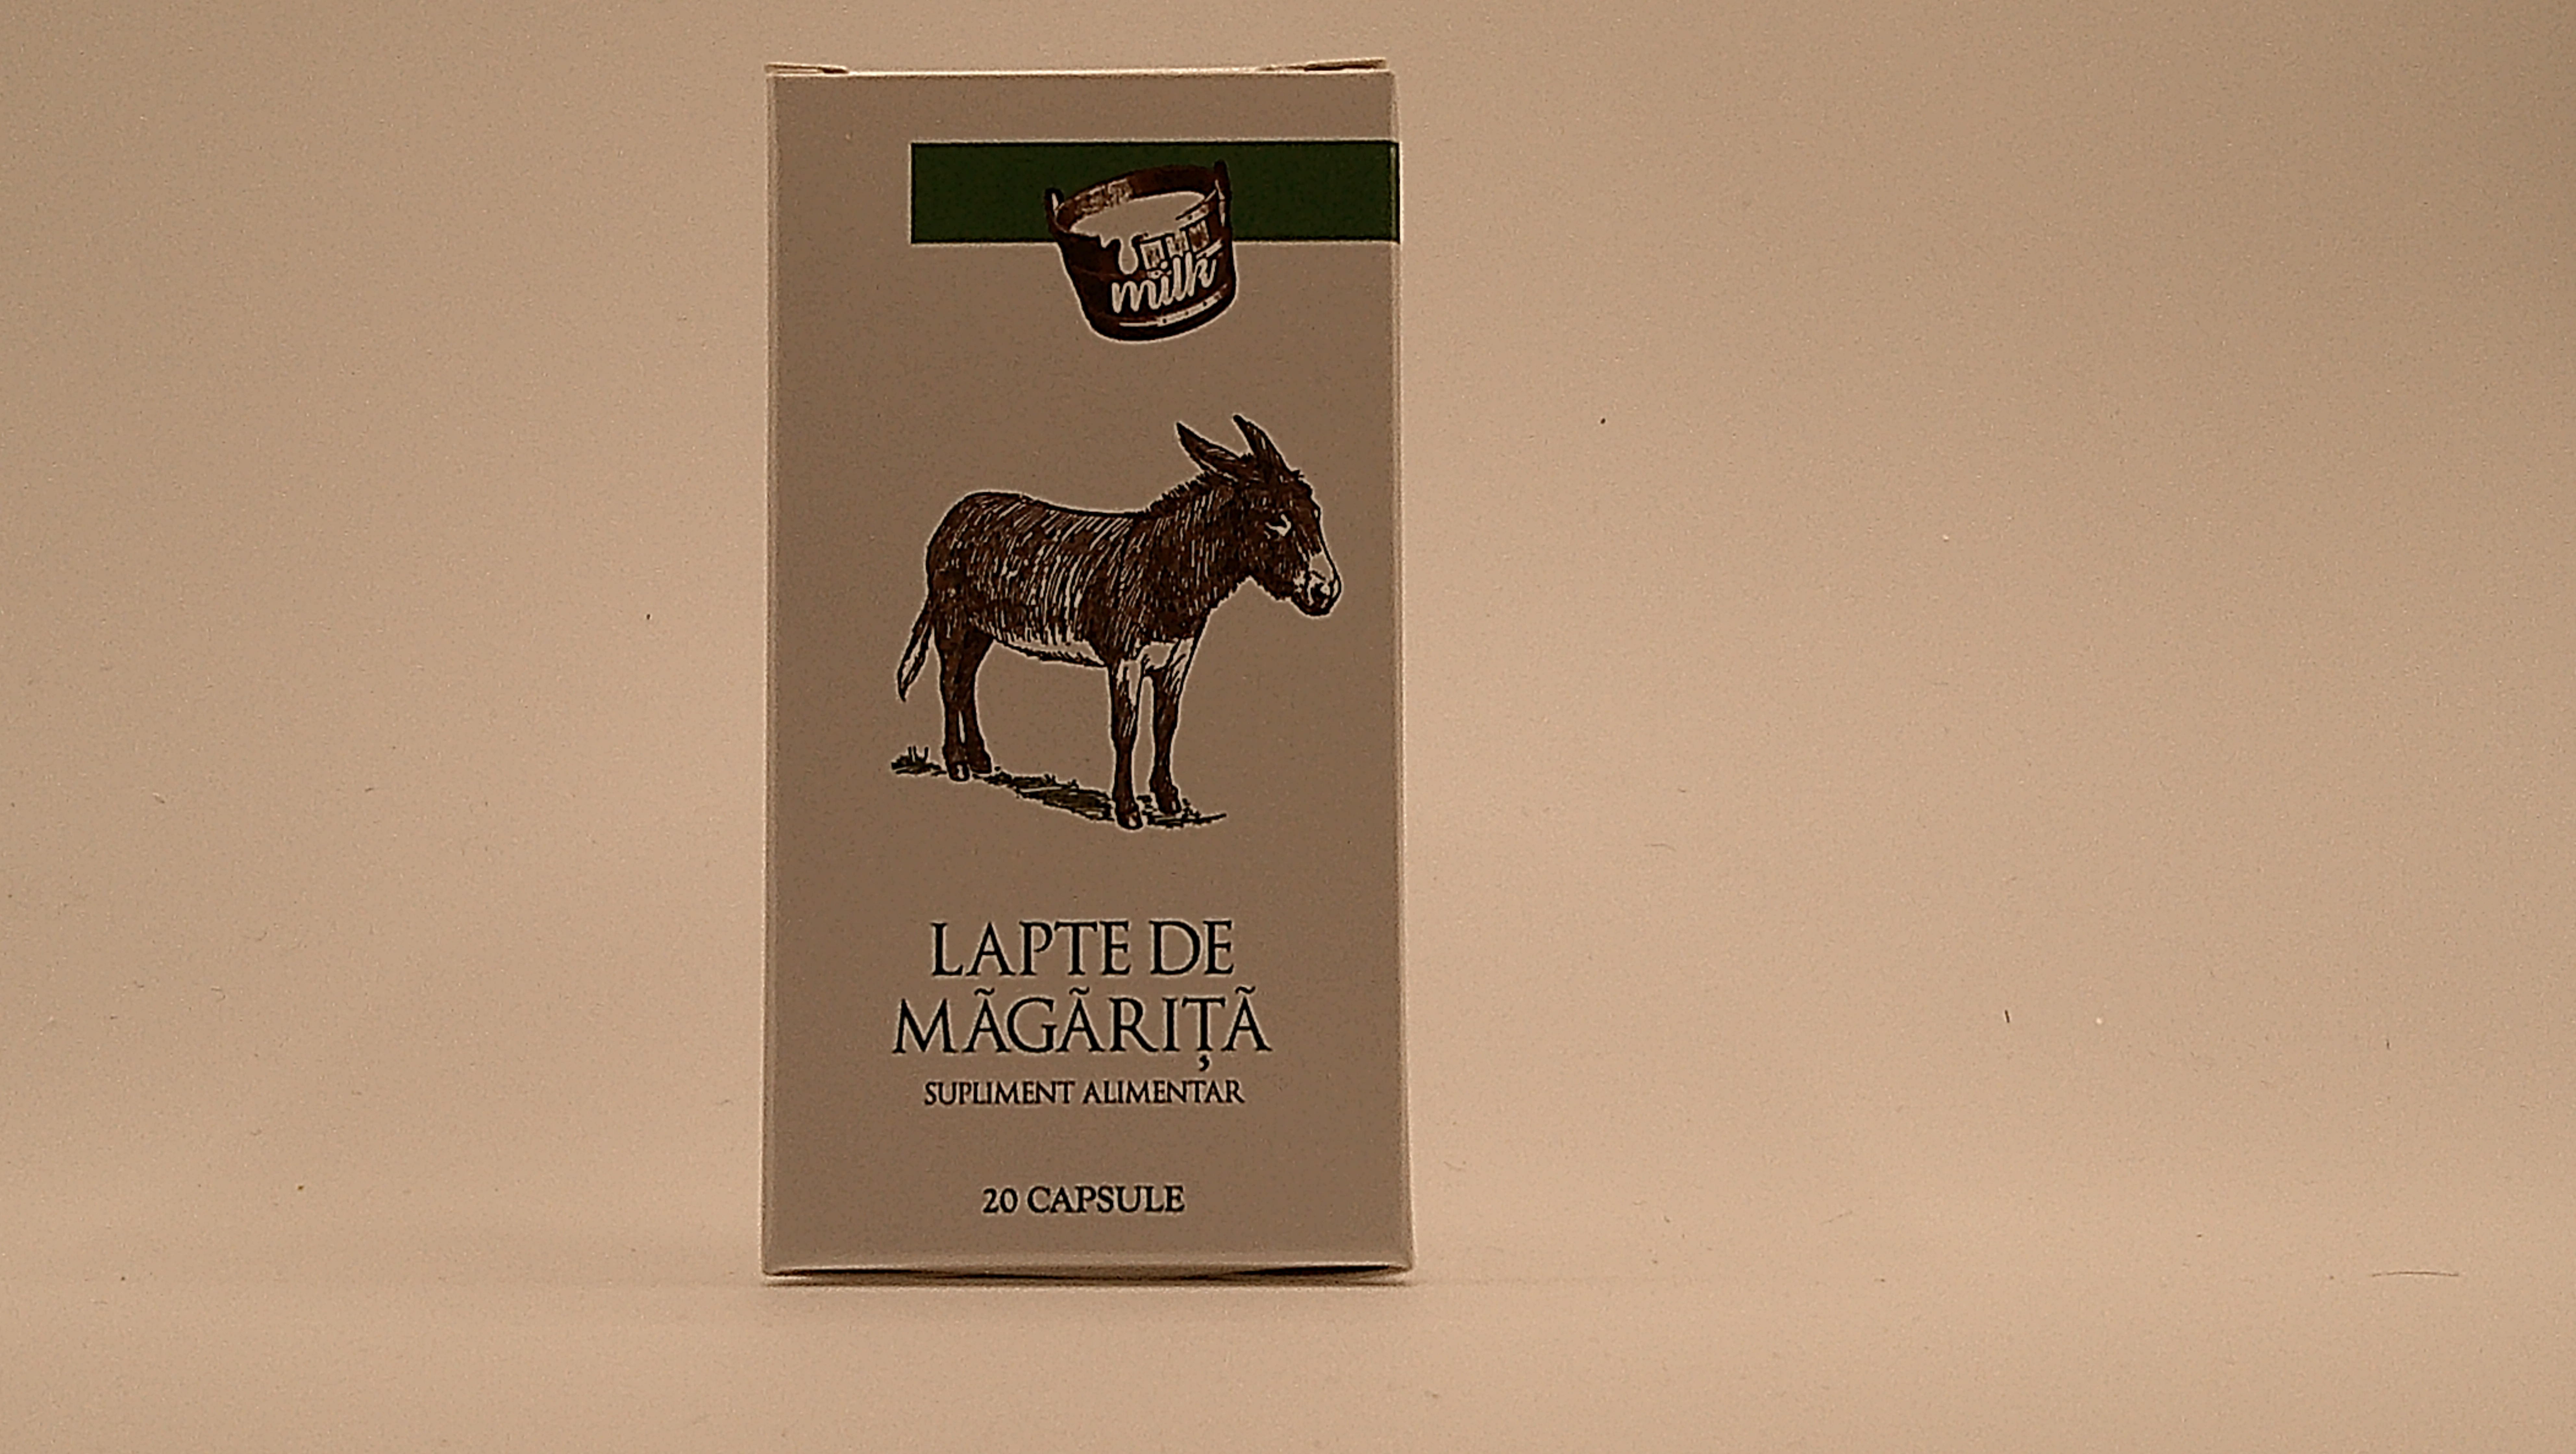 milk
LAPTE DE
MÃGÃRIȚÃ
SUPLIMENT ALIMENTAR
20 CAPSULE